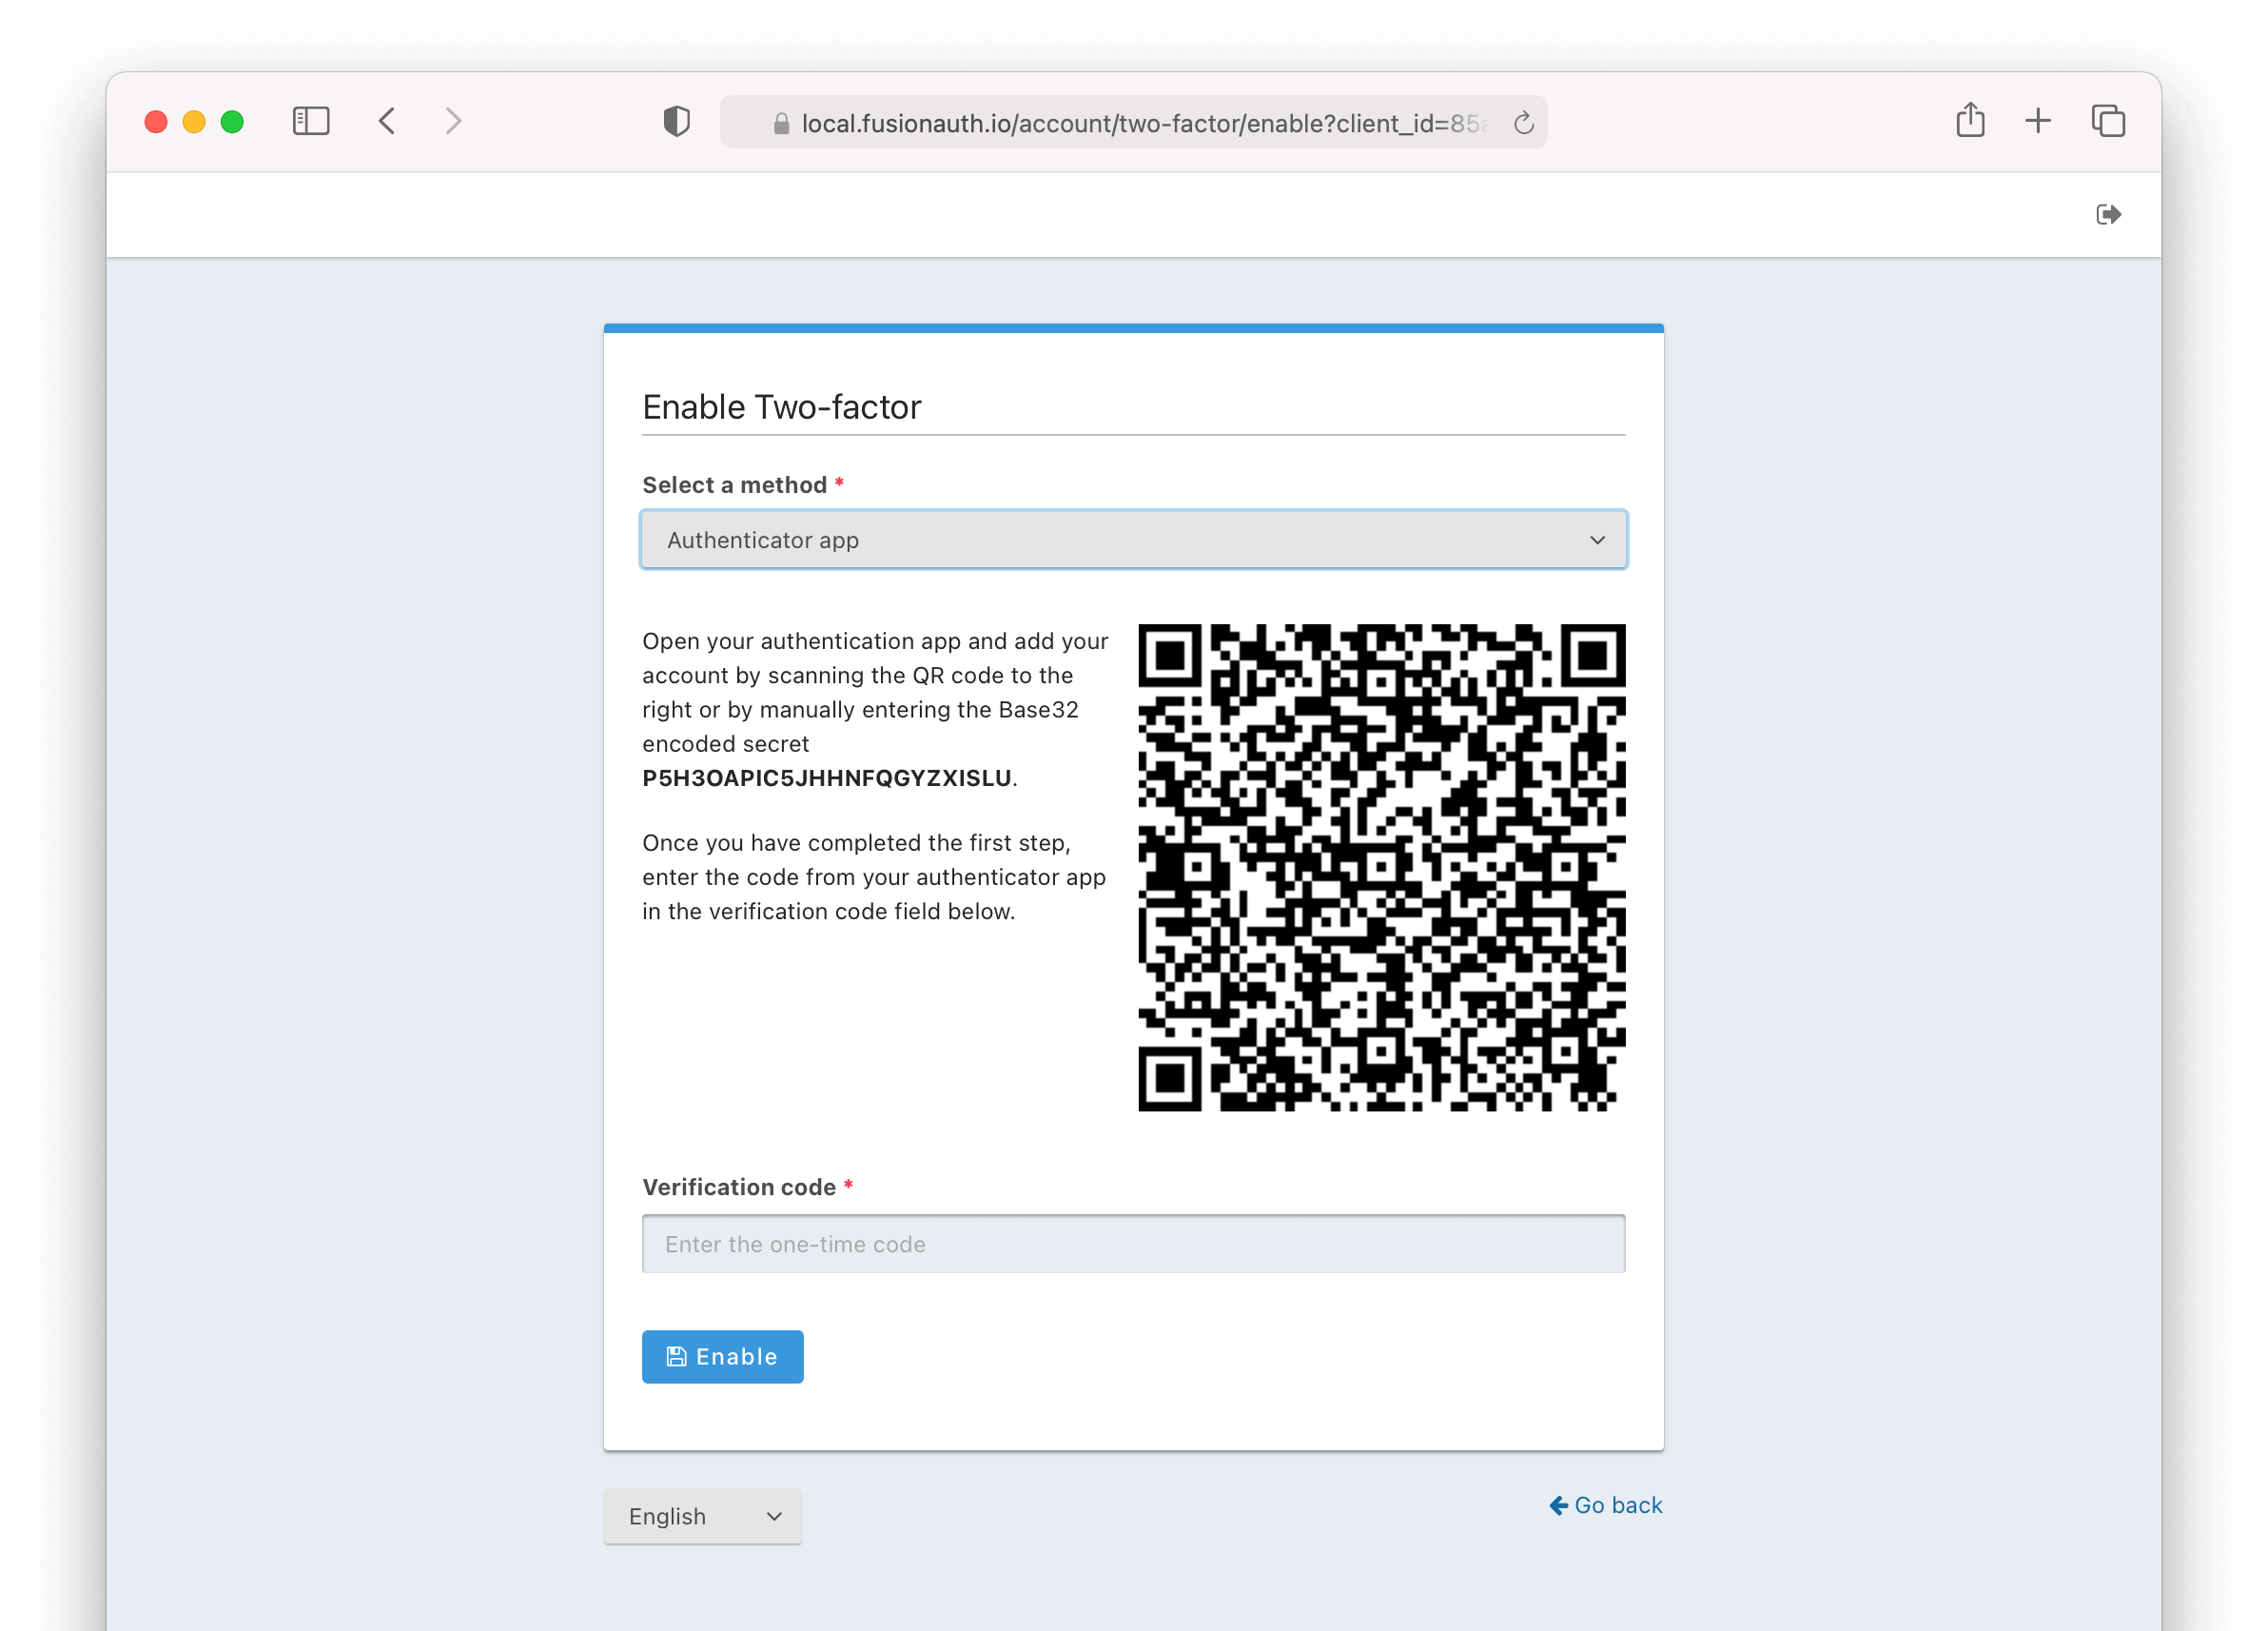 local.fusionauth.io/account/two-factor/enable?client_id=85
Enable Two-factor
Select a method *
Authenticator app
Open your authentication app and add your
account by scanning the QR code to the
right or by manually entering the Base32
encoded secret
P5H3OAPIC5JHHNFQGYZXISLU.
Once you have completed the first step,
enter the code from your authenticator app
in the verification code field below.
Verification code *
Enter the one-time code
Enable
English
Go back